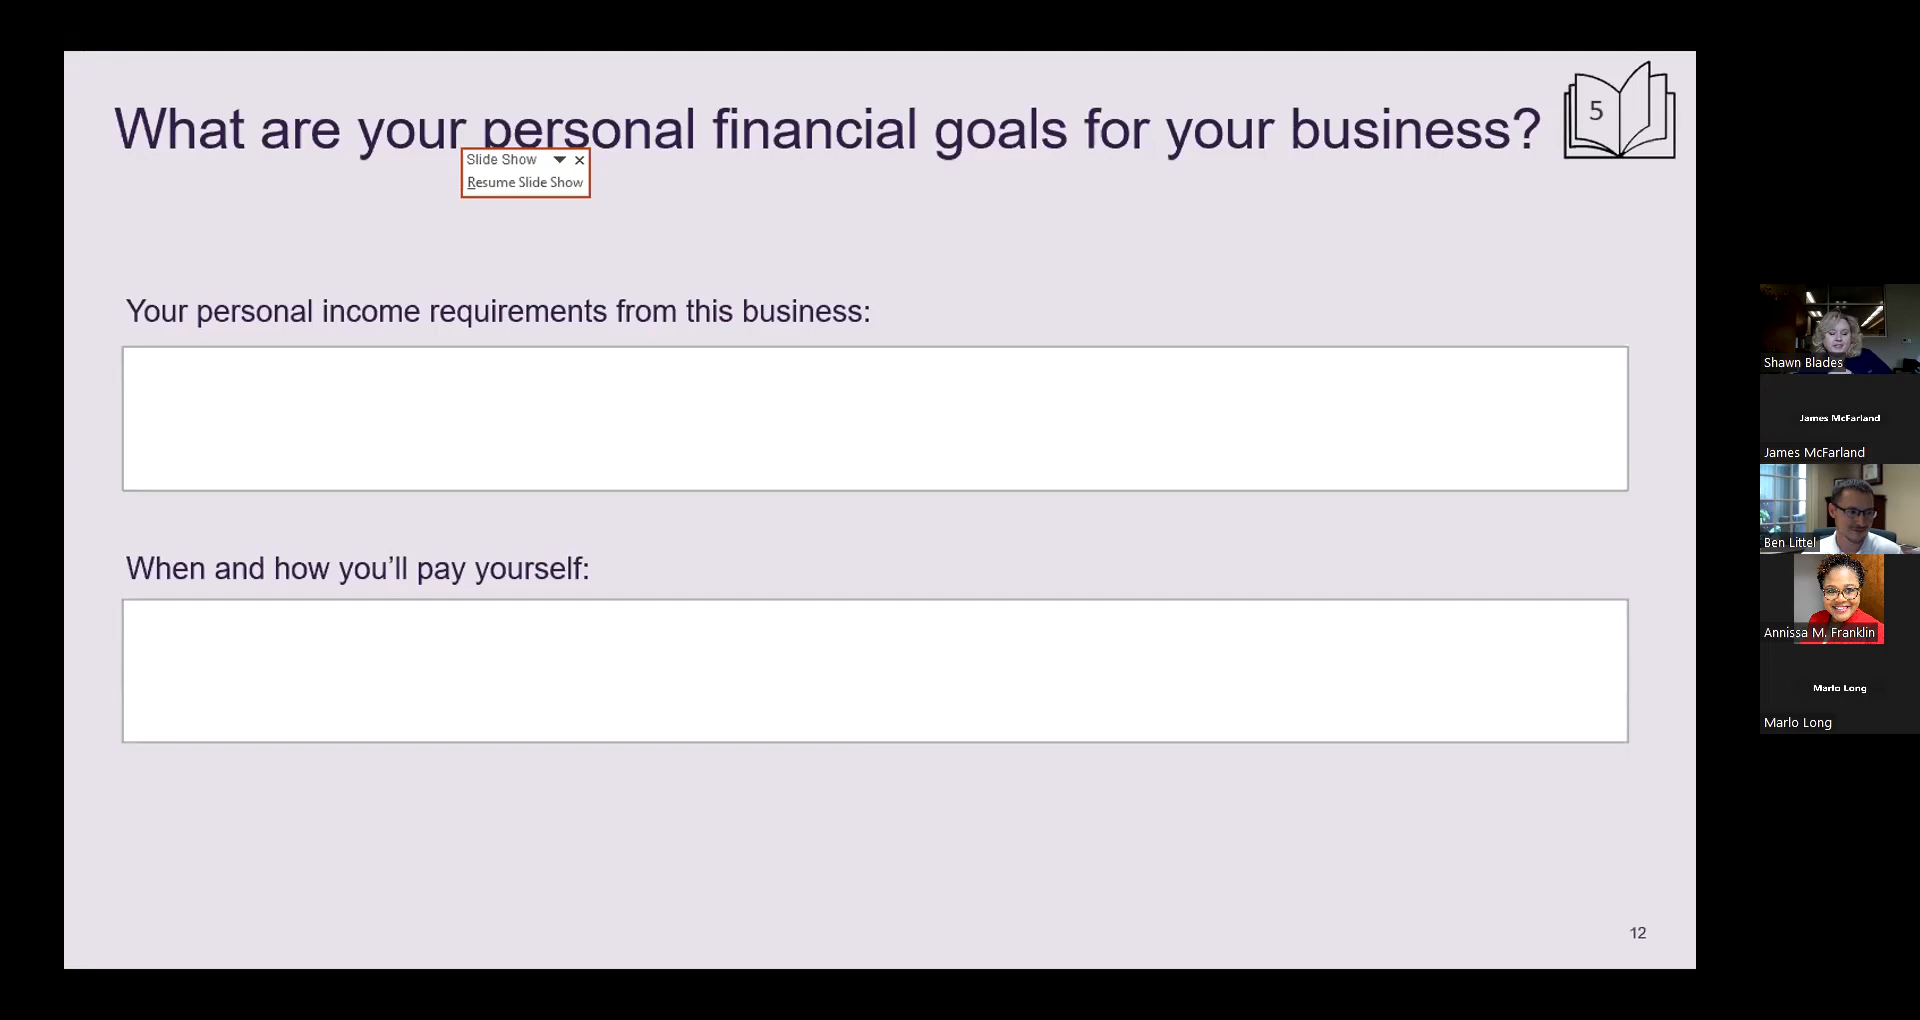 What are your personal financial goals for your business?
5
Slide Show
Resume Slide Show
Your personal income requirements from this business:
When and how you’ll pay yourself:
12
Shawn Blades
James McFarland
James McFarland
Ben Littel
Annissa M. Franklin
Marlo Long
Marlo Long